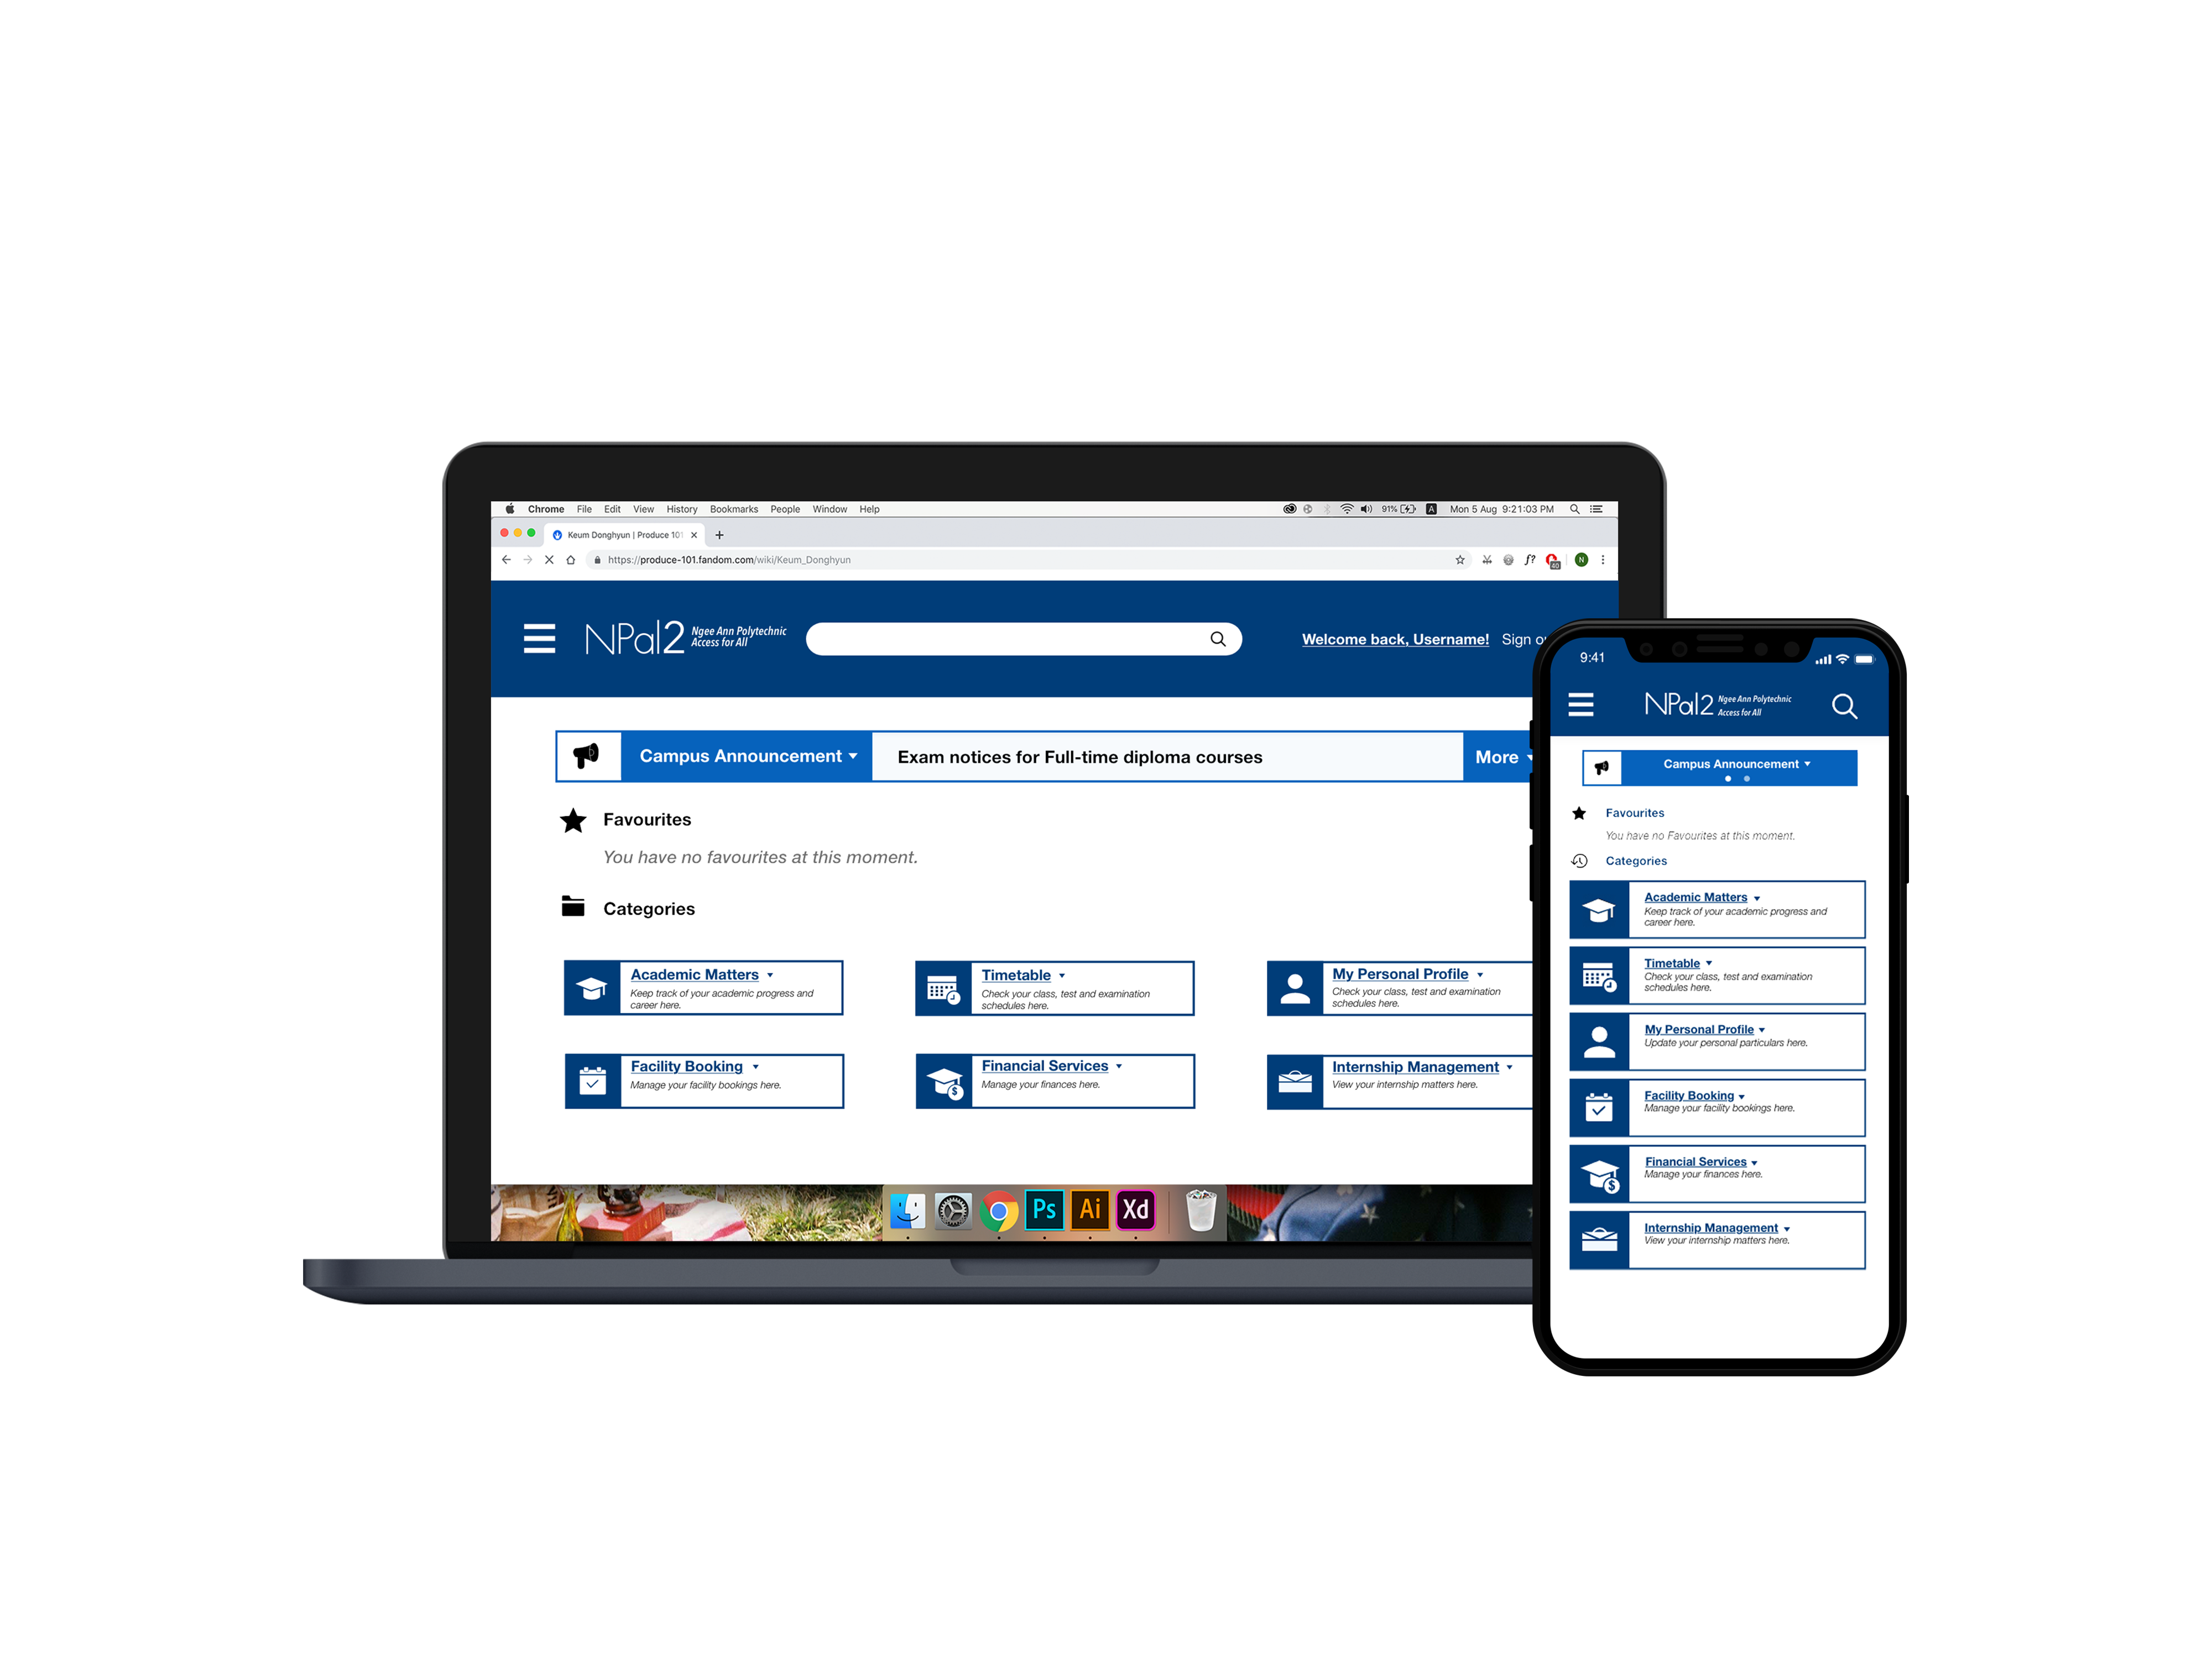 Chrome File Edit View History Bookmarks People Window Help 91% A Mon 5 Aug 9:21:03 PM
Keum Donghyun | Produce 101
https://produce-101.fandom.com/wiki/Keum_Donghyun f? 40 N
NPal2 Ngee Ann Polytechnic
Access for All
Welcome back, Username! Sign
Campus Announcement Exam notices for Full-time diploma courses More
Favourites
You have no favourites at this moment.
Categories
Academic Matters
Keep track of your academic progress and
career here.
Timetable
Check your class, test and examination
schedules here.
My Personal Profile
Check your class, test and examination
schedules here.
Facility Booking
Manage your facility bookings here.
Financial Services
Manage your finances here.
Internship Management
View your internship matters here.
Ps Ai Xd
9:41
NPal2 Ngee Ann Polytechnic
Access for All
Campus Announcement
Favourites
You have no Favourites at this moment.
Categories
Academic Matters
Keep track of your academic progress and
career here.
Timetable
Check your class, test and examination
schedules here.
My Personal Profile
Update your personal particulars here.
Facility Booking
Manage your facility bookings here.
Financial Services
Manage your finances here.
Internship Management
View your internship matters here.